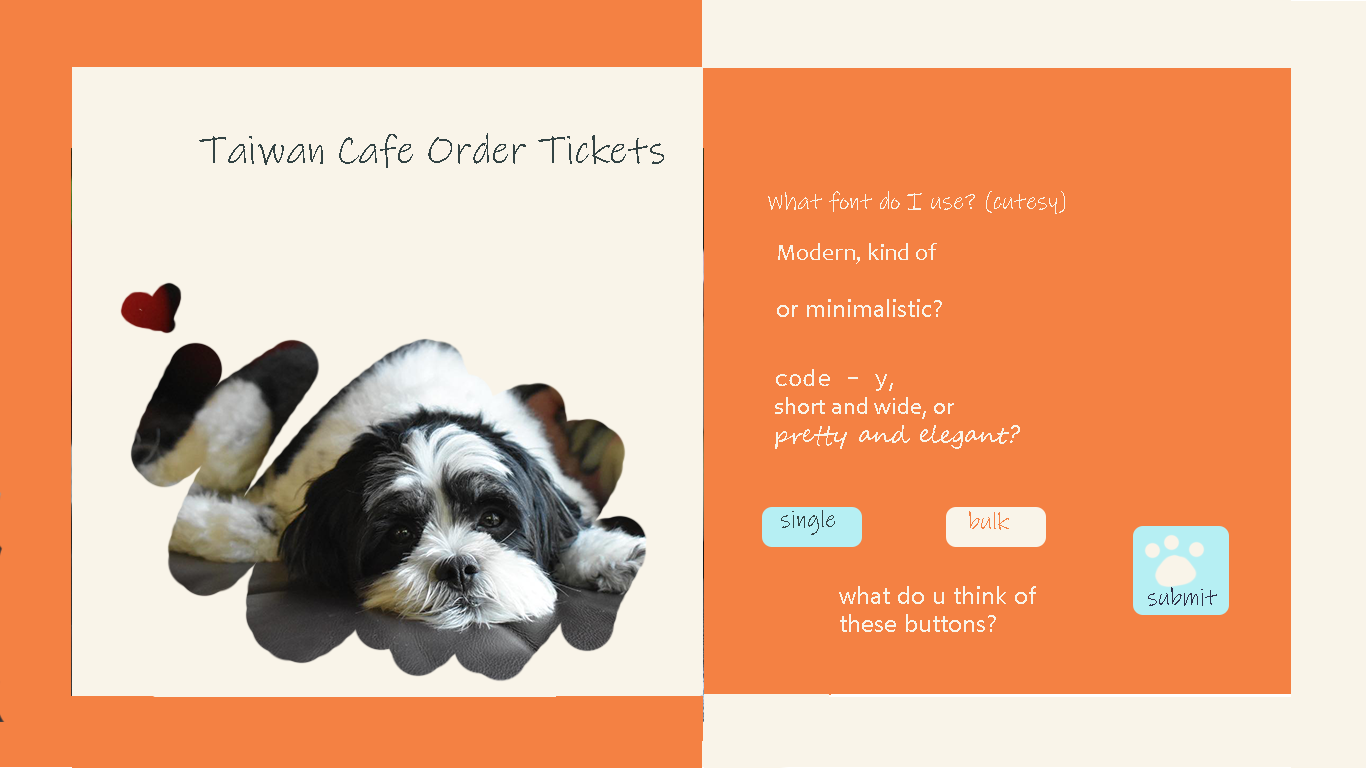 Taiwan Cafe Order Tickets
What font do I use? (cutesy)
Modern, kind of
or minimalistic?
code - y,
short and wide, or
pretty and elegant?
single
bulk
submit
what do u think of
these buttons?